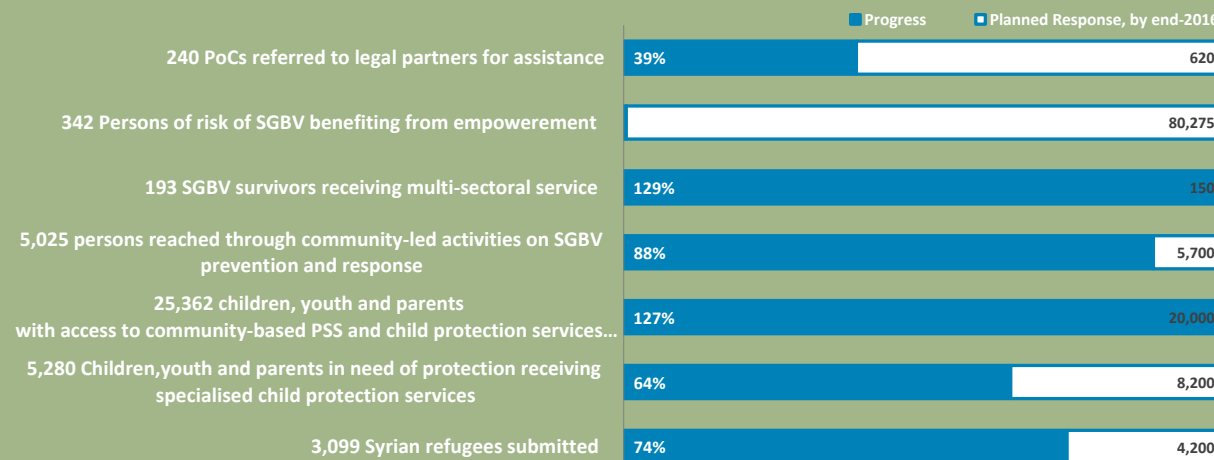 Progress Planned Response, by end-2016
240 PoCs referred to legal partners for assistance 39% 620
342 Persons of risk of SGBV benefiting from empowerement 80,275
193 SGBV survivors receiving multi-sectoral service 129% 150
5,025 persons reached through community-led activities on SGBV
prevention and response 88% 5,700
25,362 children, youth and parents
with access to community-based PSS and child protection services… 127% 20,000
5,280 Children,youth and parents in need of protection receiving
specialised child protection services 64% 8,200
3,099 Syrian refugees submitted 74% 4,200